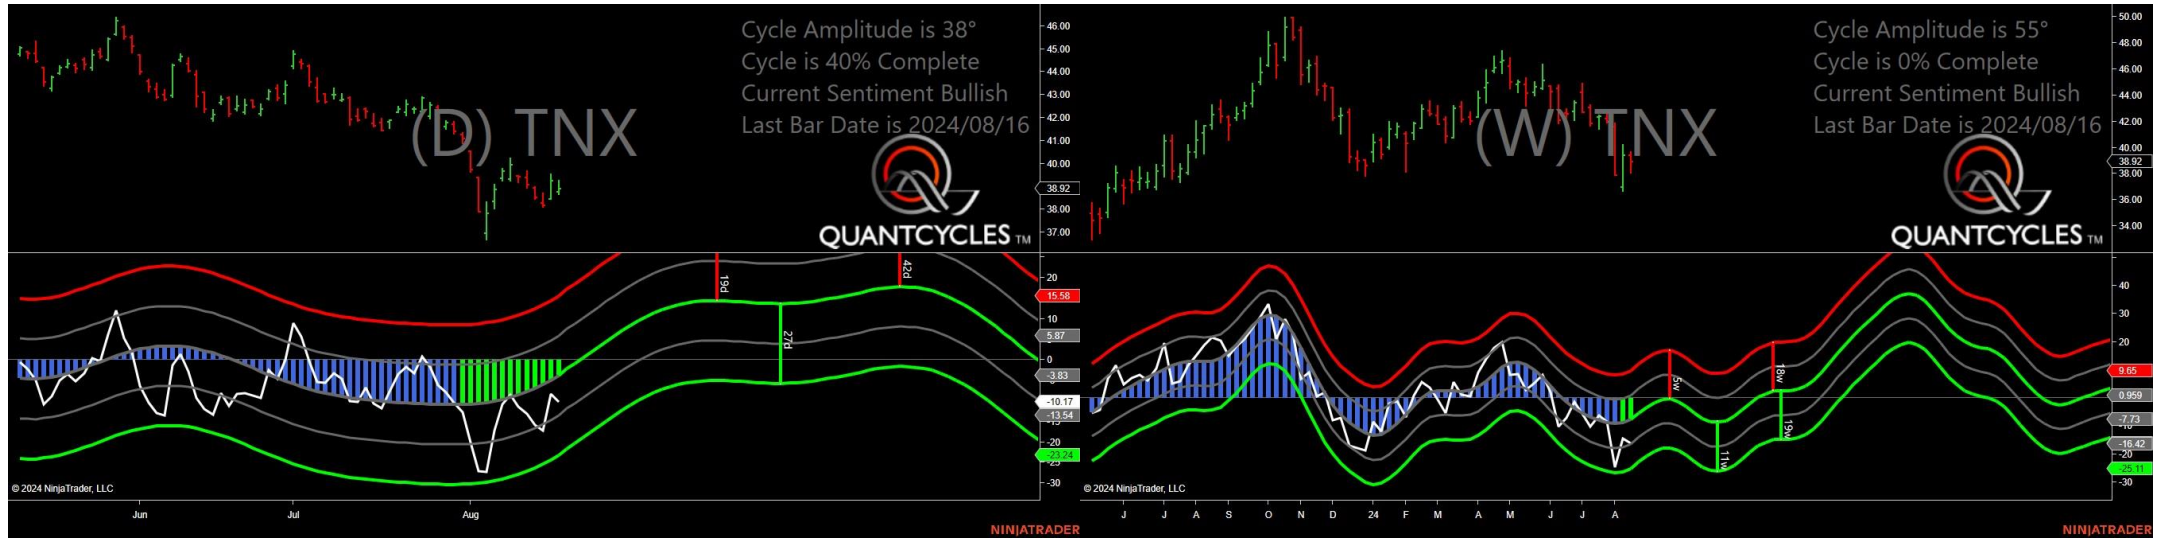 Cycle Amplitude is 38°
Cycle is 40% Complete
Current Sentiment Bullish
Last Bar Date is 2024/08/16
(D) TNX
QUANTCYCLES TM
46.00
45.00
44.00
43.00
42.00
41.00
40.00
38.92
38.00
37.00
19d
42d
27d
20
15.58
10
5.87
0
-3.83
-10.17
-13.54
-20
-23.24
-30
© 2024 NinjaTrader, LLC
Jun Jul Aug
NINJATRADER
Cycle Amplitude is 55°
Cycle is 0% Complete
Current Sentiment Bullish
Last Bar Date is 2024/08/16
(W) TNX
QUANTCYCLES TM
50.00
48.00
46.00
44.00
42.00
40.00
38.92
38.00
36.00
34.00
5w
18w
11w
19w
40
30
20
9.65
0.959
-7.73
-16.42
-20
-25.11
-30
© 2024 NinjaTrader, LLC
J J A S O N D 24 F M A M J J A
NINJATRADER